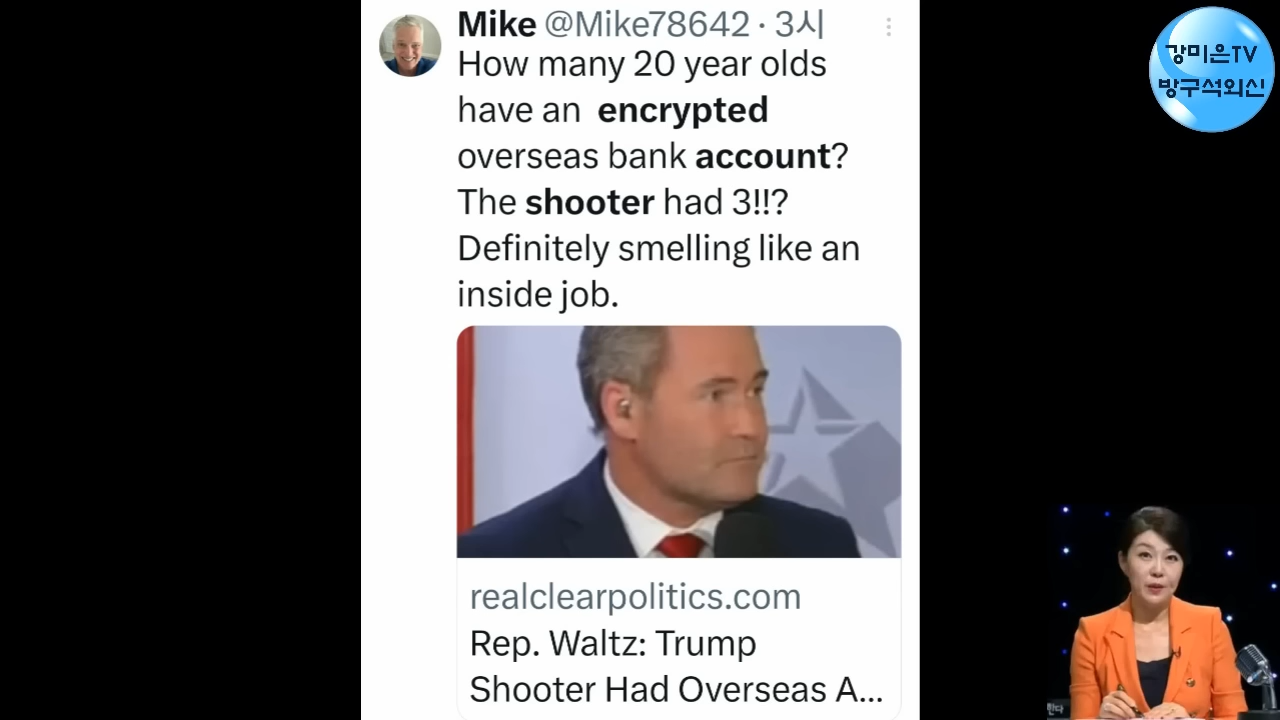 Mike @Mike78642 · 3시
How many 20 year olds
have an encrypted
overseas bank account?
The shooter had 3!!?
Definitely smelling like an
inside job.
realclearpolitics.com
Rep. Waltz: Trump
Shooter Had Overseas A...
강미은TV
방구석외신
한다